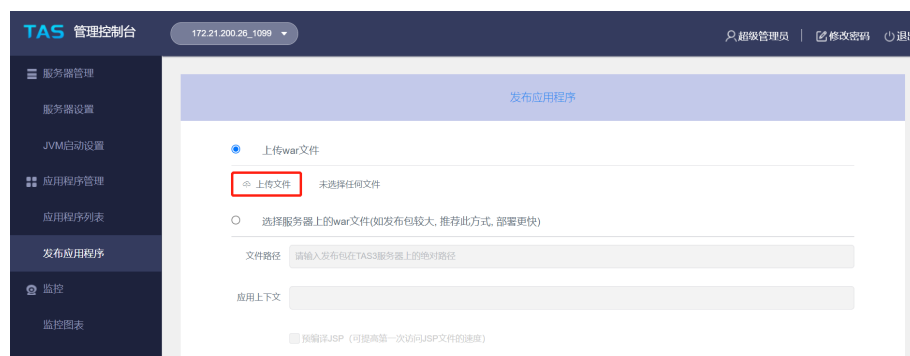 TAS 管理控制台
172.21.200.26_1099
超级管理员
修改密码
服务器管理
服务器设置
JVM启动设置
应用程序管理
应用程序列表
发布应用程序
监控
监控图表
发布应用程序
上传war文件
上传文件 未选择任何文件
选择服务器上的war文件(如发布包较大, 推荐此方式, 部署更快)
文件路径 请输入发布包在TAS3服务器上的绝对路径
应用上下文
预编译JSP (可提高第一次访问JSP文件的速度)